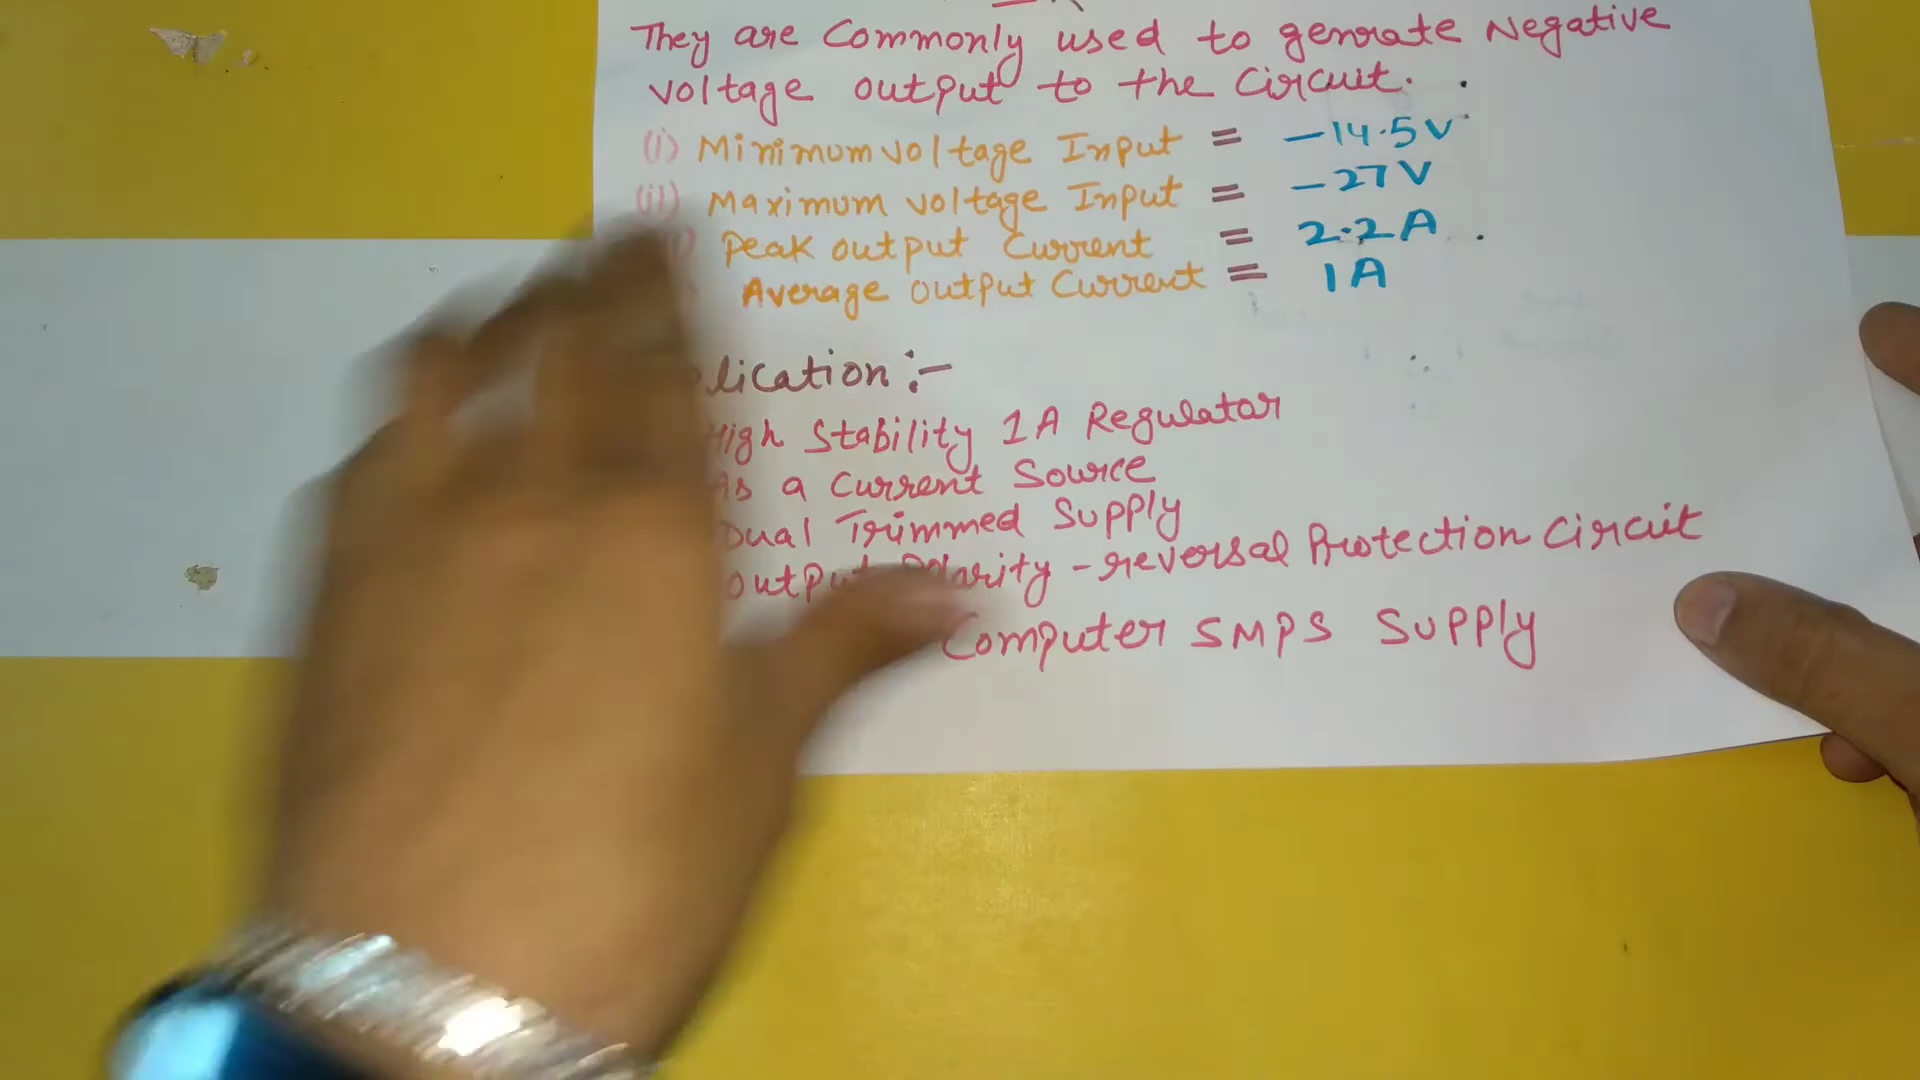 They are Commonly used to genrate Negative
voltage output to the Circuit.
(i) Minimum voltage Input = -14.5V
(ii) Maximum voltage Input = -27V
Peak output Current = 2.2A
Average output Current = 1A
High Stability 1A Regulator
As a Current Source
Dual Trimmed Supply
output -reversal Protection Circuit
Computer SMPS Supply